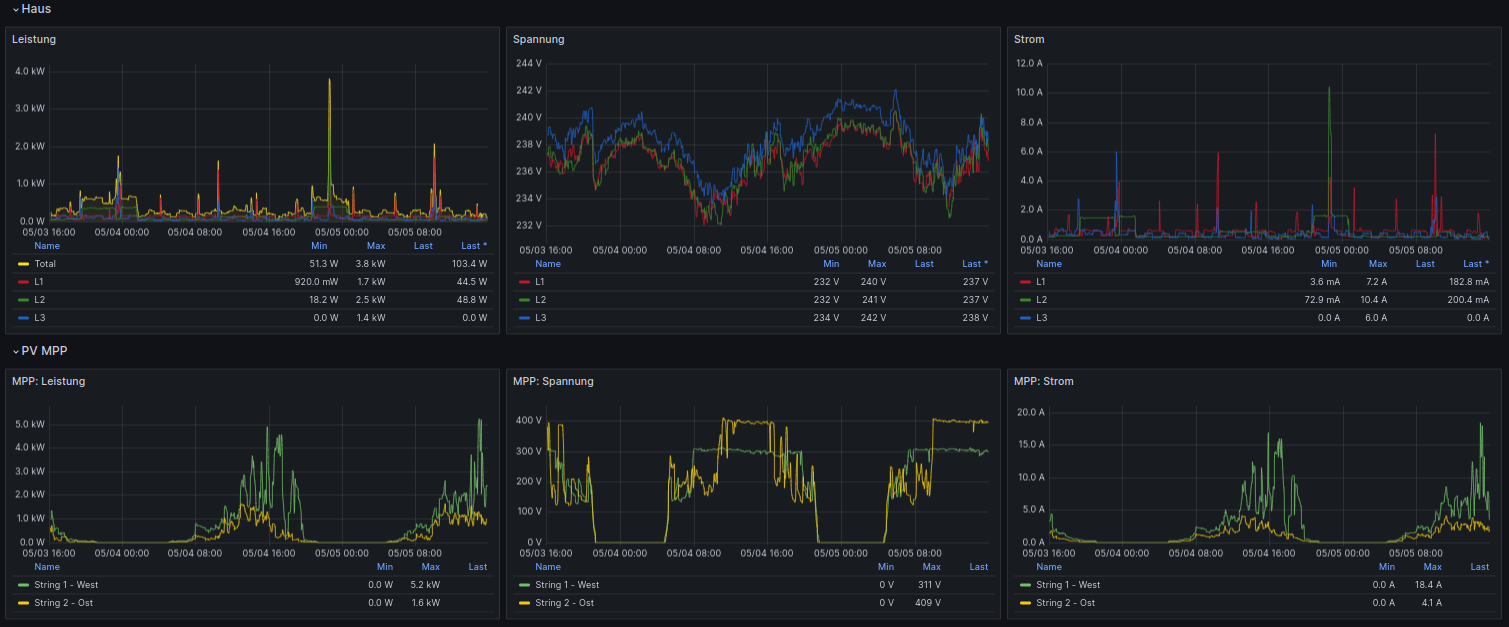 Haus
Leistung Spannung Strom
4.0 kW
3.0 kW
2.0 kW
1.0 kW
0.0 W
05/03 16:00 05/04 00:00 05/04 08:00 05/04 16:00 05/05 00:00 05/05 08:00
Name Min Max Last Last *
Total 51.3 W 3.8 kW 103.4 W
L1 920.0 mW 1.7 kW 44.5 W
L2 18.2 W 2.5 kW 48.8 W
L3 0.0 W 1.4 kW 0.0 W
244 V
242 V
240 V
238 V
236 V
234 V
232 V
05/03 16:00 05/04 00:00 05/04 08:00 05/04 16:00 05/05 00:00 05/05 08:00
Name Min Max Last Last *
L1 232 V 240 V 237 V
L2 232 V 241 V 237 V
L3 234 V 242 V 238 V
12.0 A
10.0 A
8.0 A
6.0 A
4.0 A
2.0 A
0.0 A
05/03 16:00 05/04 00:00 05/04 08:00 05/04 16:00 05/05 00:00 05/05 08:00
Name Min Max Last Last *
L1 3.6 mA 7.2 A 182.8 mA
L2 72.9 mA 10.4 A 200.4 mA
L3 0.0 A 6.0 A 0.0 A
PV MPP
MPP: Leistung MPP: Spannung MPP: Strom
5.0 kW
4.0 kW
3.0 kW
2.0 kW
1.0 kW
0.0 W
05/03 16:00 05/04 00:00 05/04 08:00 05/04 16:00 05/05 00:00 05/05 08:00
Name Min Max Last
String 1 - West 0.0 W 5.2 kW
String 2 - Ost 0.0 W 1.6 kW
400 V
300 V
200 V
100 V
0 V
05/03 16:00 05/04 00:00 05/04 08:00 05/04 16:00 05/05 00:00 05/05 08:00
Name Min Max Last
String 1 - West 0 V 311 V
String 2 - Ost 0 V 409 V
20.0 A
15.0 A
10.0 A
5.0 A
0.0 A
05/03 16:00 05/04 00:00 05/04 08:00 05/04 16:00 05/05 00:00 05/05 08:00
Name Min Max Last
String 1 - West 0.0 A 18.4 A
String 2 - Ost 0.0 A 4.1 A